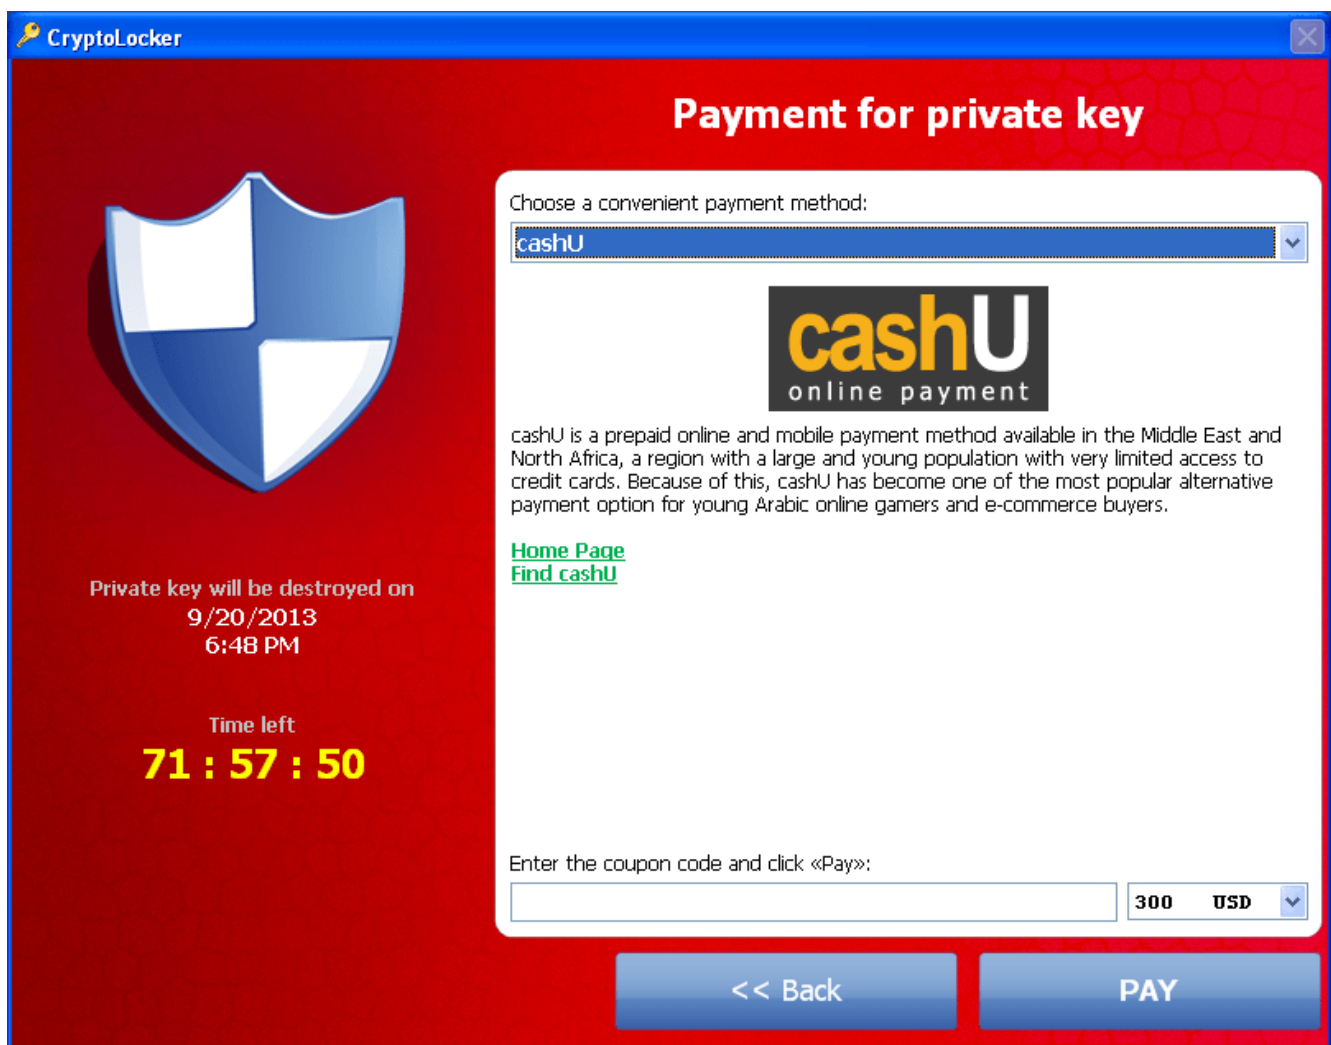 CryptoLocker
Payment for private key
Choose a convenient payment method:
cashU
cashU
online payment
cashU is a prepaid online and mobile payment method available in the Middle East and
North Africa, a region with a large and young population with very limited access to
credit cards. Because of this, cashU has become one of the most popular alternative
payment option for young Arabic online gamers and e-commerce buyers.
Home Page
Find cashU
Private key will be destroyed on
9/20/2013
6:48 PM
Time left
71 : 57 : 50
Enter the coupon code and click «Pay»:
300 USD
<< Back
PAY